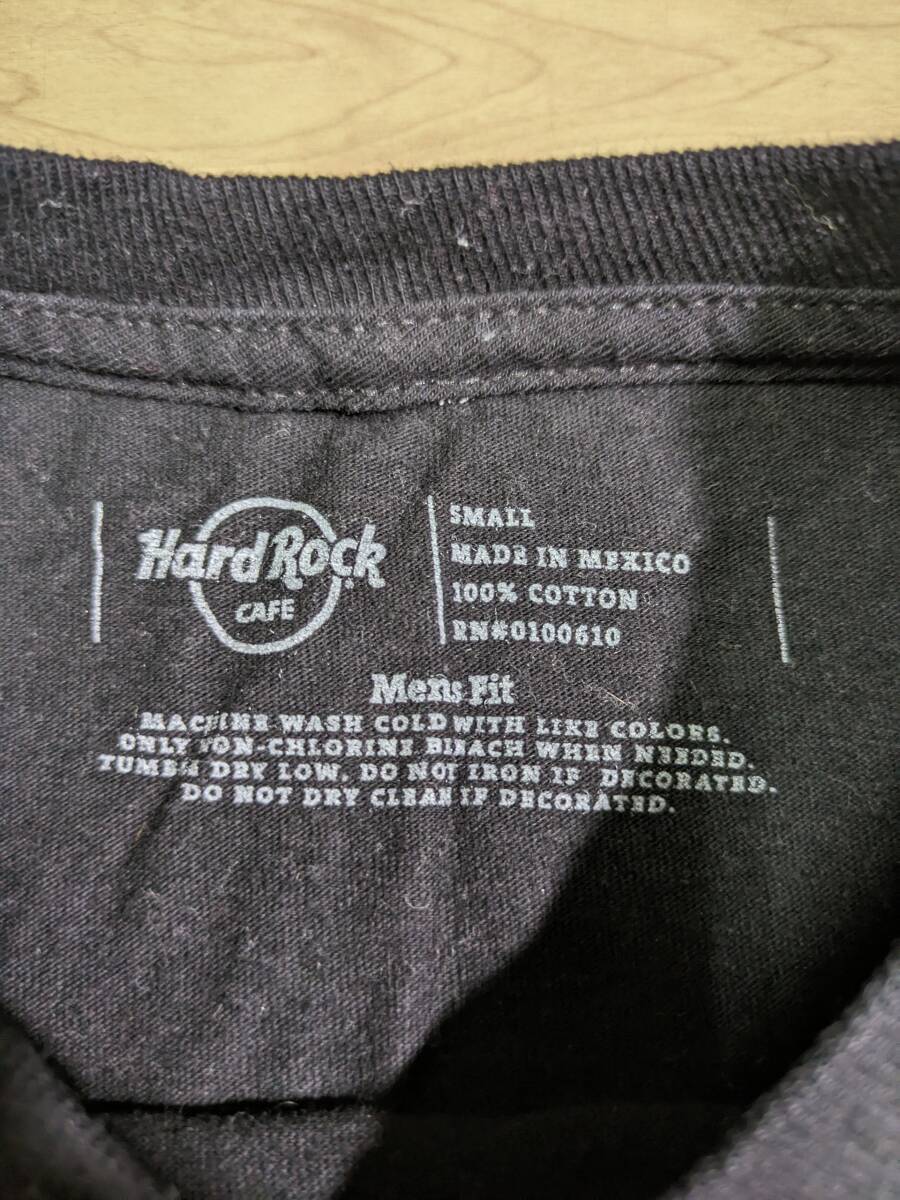 Hard Rock
CAFE
SMALL
MADE IN MEXICO
100% COTTON
RN#0100610
Mens Fit
MACHINE WASH COLD WITH LIKE COLORS.
ONLY NON-CHLORINE BLEACH WHEN NEEDED.
TUMBLE DRY LOW. DO NOT IRON IF DECORATED.
DO NOT DRY CLEAN IF DECORATED.